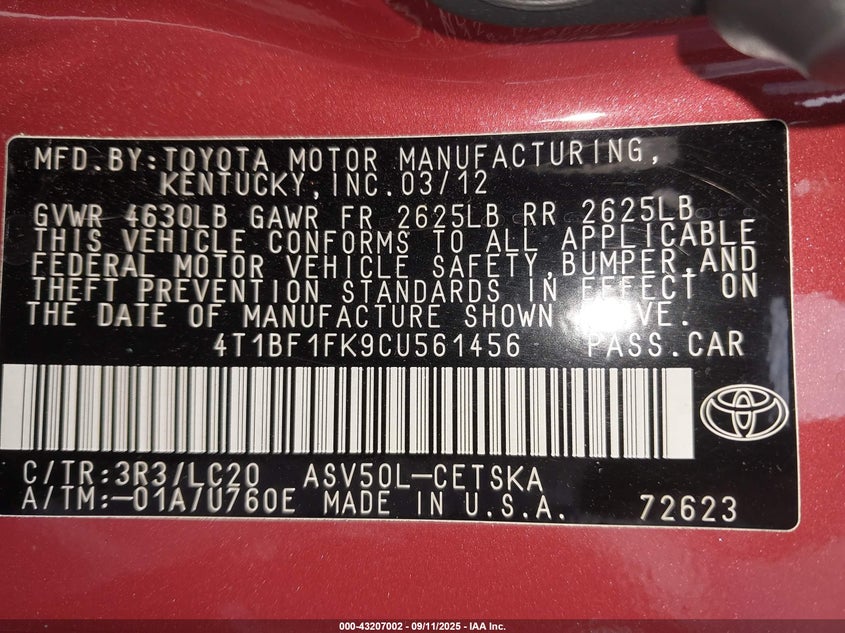 MFD.BY:TOYOTA MOTOR MANUFACTURING,
KENTUCKY,INC.03/12
GVWR 4630LB GAWR FR 2625LB RR 2625LB
THIS VEHICLE CONFORMS TO ALL APPLICABLE
FEDERAL MOTOR VEHICLE SAFETY,BUMPER,AND
THEFT PREVENTION STANDARDS IN EFFECT ON
THE DATE OF MANUFACTURE SHOWN ABOVE.
4T1BF1FK9CU561456 PASS.CAR
C/TR:3R3/LC20 ASV50L-CETSKA
A/TM:-01A/U760E MADE IN U.S.A. 72623
000-43207002 - 09/11/2025 - IAA Inc.